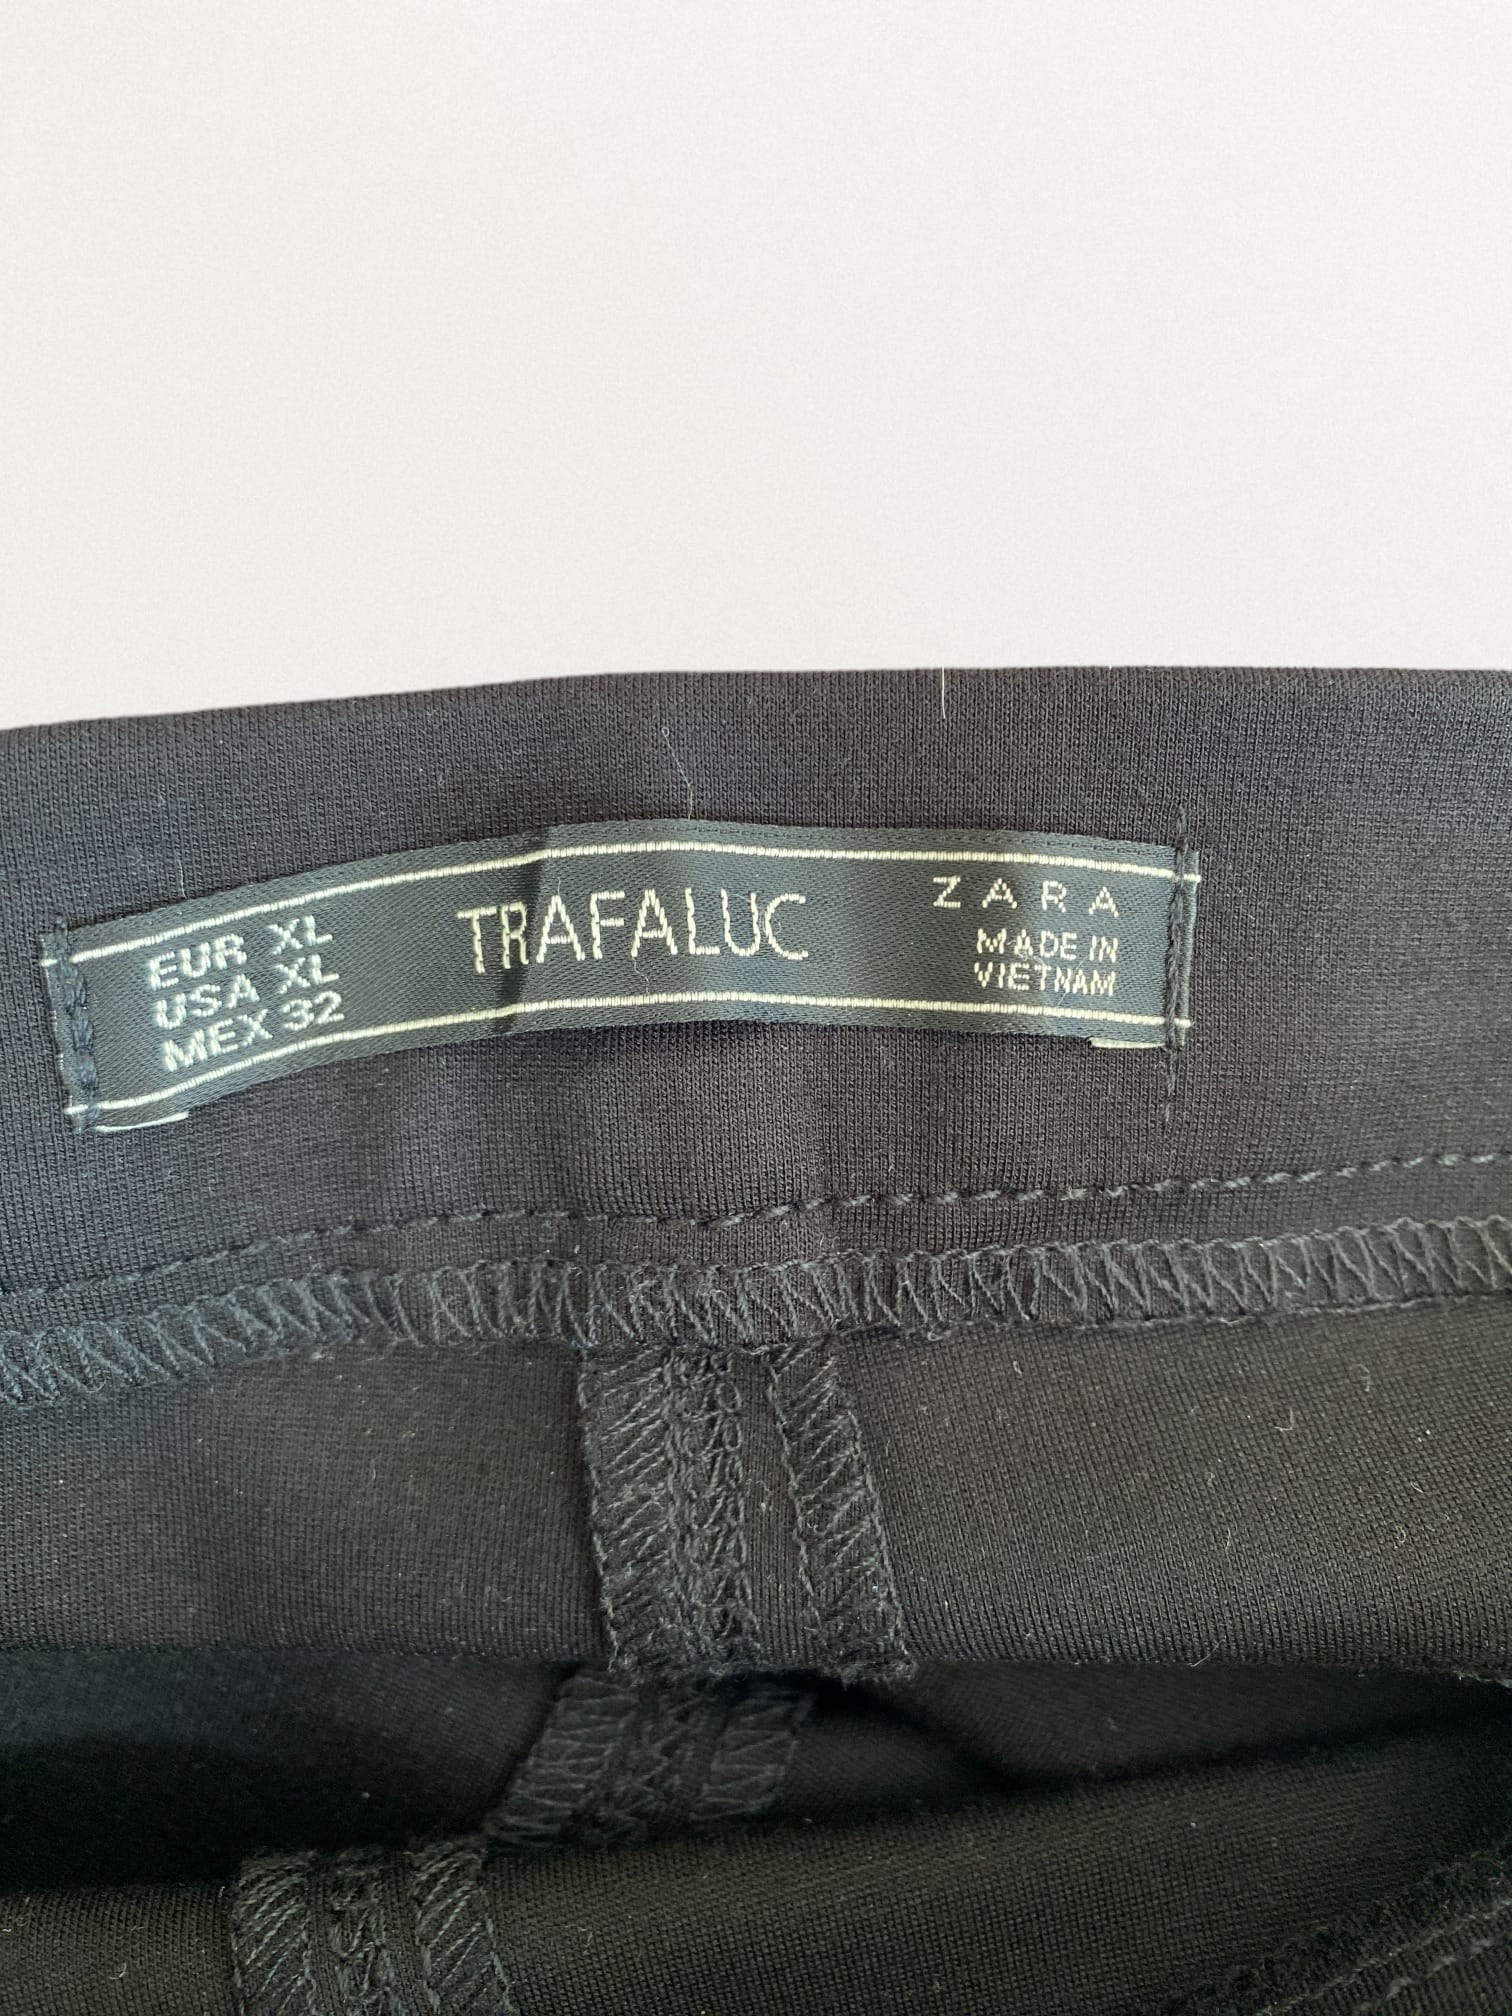 EUR XL
USA XL
MEX 32
TRAFALUC
ZARA
MADE IN
VIETNAM